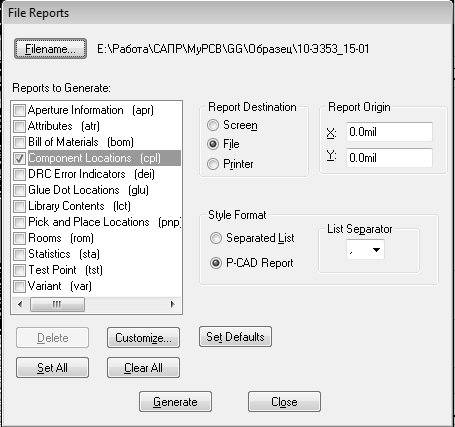 File Reports
Filename... E:\Работа\САПР\MyPCB\GG\Образец\10-Э353_15-01
Reports to Generate:
Aperture Information (apr)
Attributes (atr)
Bill of Materials (bom)
Component Locations (cpl)
DRC Error Indicators (dei)
Glue Dot Locations (glu)
Library Contents (lct)
Pick and Place Locations (pnp)
Rooms (rom)
Statistics (sta)
Test Point (tst)
Variant (var)
Report Destination
Screen
File
Printer
Report Origin
X: 0.0mil
Y: 0.0mil
Style Format
Separated List
P-CAD Report
List Separator
,
Delete Customize... Set Defaults
Set All Clear All
Generate Close